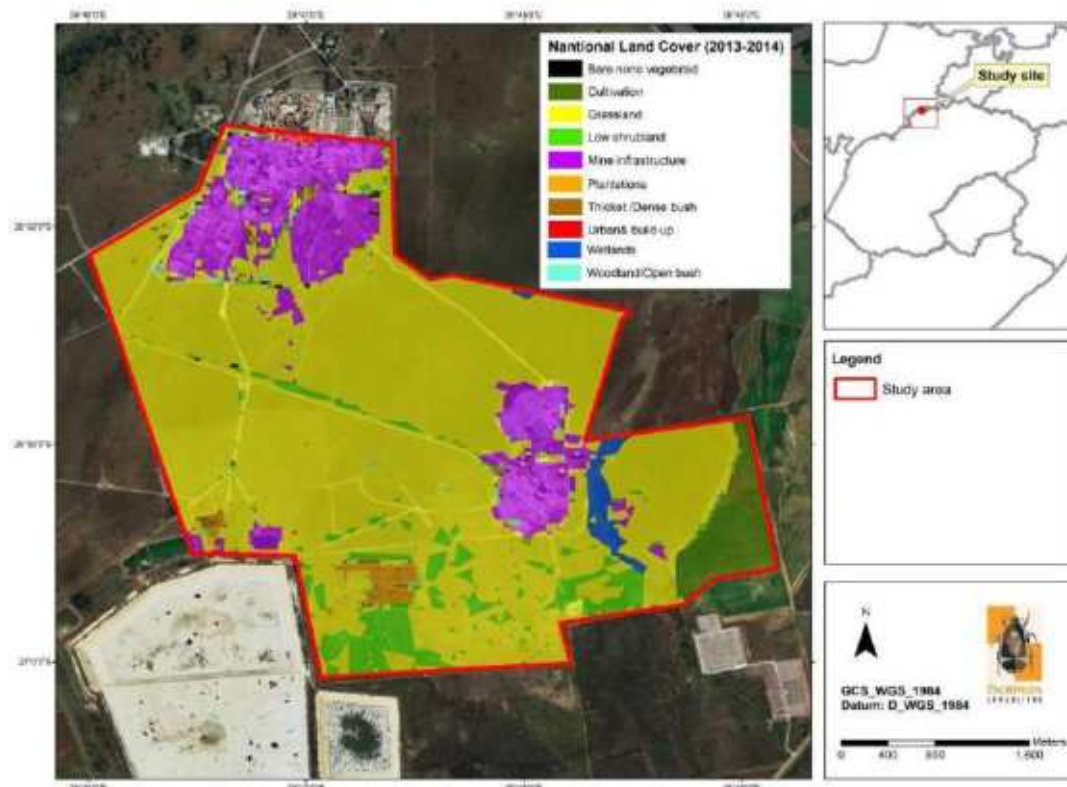 Nantional Land Cover (2013-2014)
Bare none vegetated
Cultivation
Grassland
Low shrubland
Mine infrastructure
Plantations
Thicket /Dense bush
Urban& build-up
Wetlands
Woodland/Open bush
Study site
Legend
Study area
N
GCS_WGS_1984
Datum: D_WGS_1984
Meters
0 400 800 1,600